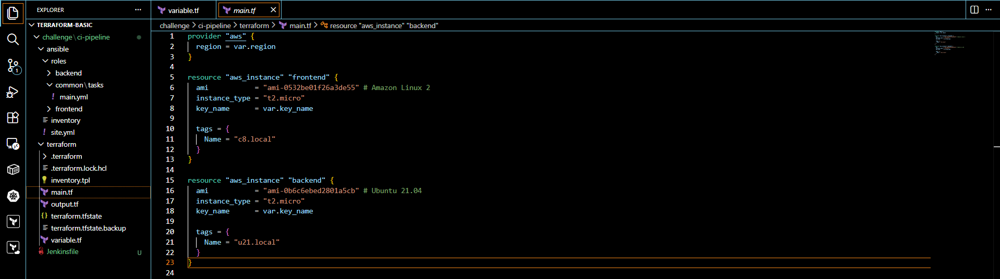 EXPLORER
TERRAFORM-BASIC
challenge\ci-pipeline
ansible
roles
backend
common\tasks
! main.yml
frontend
inventory
! site.yml
terraform
.terraform
.terraform.lock.hcl
inventory.tpl
main.tf
output.tf
{} terraform.tfstate
terraform.tfstate.backup
variable.tf
Jenkinsfile U
1
variable.tf main.tf
challenge > ci-pipeline > terraform > main.tf > resource "aws_instance" "backend"
1 provider "aws" {
2   region = var.region
3 }
4
5 resource "aws_instance" "frontend" {
6   ami           = "ami-0532be01f26a3de55" # Amazon Linux 2
7   instance_type = "t2.micro"
8   key_name      = var.key_name
9
10   tags = {
11     Name = "c8.local"
12   }
13 }
14
15 resource "aws_instance" "backend" {
16   ami           = "ami-0b6c6ebed2801a5cb" # Ubuntu 21.04
17   instance_type = "t2.micro"
18   key_name      = var.key_name
19
20   tags = {
21     Name = "u21.local"
22   }
23 }
24